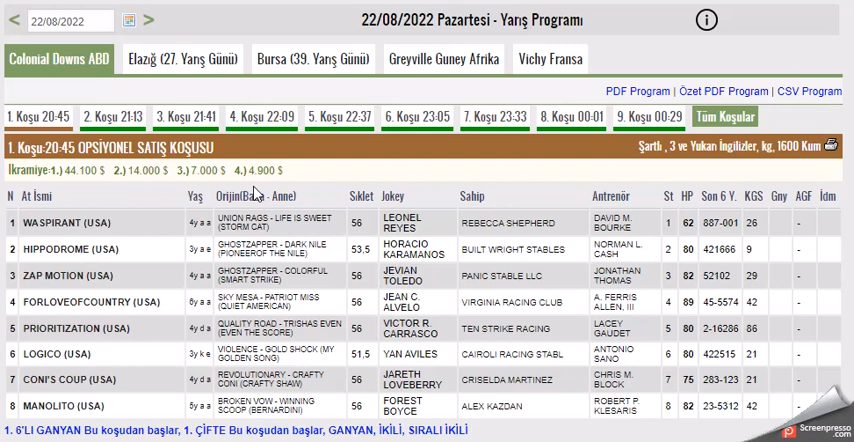 < 22/08/2022 > 22/08/2022 Pazartesi - Yarış Programı i
Colonial Downs ABD Elazığ (27. Yarış Günü) Bursa (39. Yarış Günü) Greyville Guney Afrika Vichy Fransa
PDF Program | Özet PDF Program | CSV Program
1. Koşu 20:45 2. Koşu 21:13 3. Koşu 21:41 4. Koşu 22:09 5. Koşu 22:37 6. Koşu 23:05 7. Koşu 23:33 8. Koşu 00:01 9. Koşu 00:29 Tüm Koşular
1. Koşu:20:45 OPSİYONEL SATIŞ KOŞUSU Şartlı , 3 ve Yukarı İngilizler, kg, 1600 Kum
İkramiye:1.) 44.100 $ 2.) 14.000 $ 3.) 7.000 $ 4.) 4.900 $
N At İsmi Yaş Orijin(Baba - Anne) Sıklet Jokey Sahip Antrenör St HP Son 6 Y. KGS Gny AGF İdm
1 WASPIRANT (USA) 4y a a UNION RAGS - LIFE IS SWEET (STORM CAT) 56 LEONEL REYES REBECCA SHEPHERD DAVID M. BOURKE 1 62 887-001 26 -
2 HIPPODROME (USA) 3y a e GHOSTZAPPER - DARK NILE (PIONEEROF THE NILE) 53,5 HORACIO KARAMANOS BUILT WRIGHT STABLES NORMAN L. CASH 2 80 421666 9 -
3 ZAP MOTION (USA) 4y a a GHOSTZAPPER - COLORFUL (SMART STRIKE) 56 JEVIAN TOLEDO PANIC STABLE LLC JONATHAN THOMAS 3 82 52102 29 -
4 FORLOVEOFCOUNTRY (USA) 6y a a SKY MESA - PATRIOT MISS (QUIET AMERICAN) 56 JEAN C. ALVELO VIRGINIA RACING CLUB A. FERRIS ALLEN, III 4 89 45-5574 42 -
5 PRIORITIZATION (USA) 4y d a QUALITY ROAD - TRISHAS EVEN (EVEN THE SCORE) 56 VICTOR R. CARRASCO TEN STRIKE RACING LACEY GAUDET 5 80 2-16286 86 -
6 LOGICO (USA) 3y k e VIOLENCE - GOLD SHOCK (MY GOLDEN SONG) 51,5 YAN AVILES CAIROLI RACING STABL ANTONIO SANO 6 80 422515 21 -
7 CONI'S COUP (USA) 4y d a REVOLUTIONARY - CRAFTY CONI (CRAFTY SHAW) 56 JARETH LOVEBERRY CRISELDA MARTINEZ CHRIS M. BLOCK 7 75 283-123 21 -
8 MANOLITO (USA) 5y a a BROKEN VOW - WINNING SCOOP (BERNARDINI) 56 FOREST BOYCE ALEX KAZDAN ROBERT P. KLESARIS 8 82 23-5312 42 -
1. 6'LI GANYAN Bu koşudan başlar, 1. ÇİFTE Bu koşudan başlar, GANYAN, İKİLİ, SIRALI İKİLİ
Screenpresso
.com